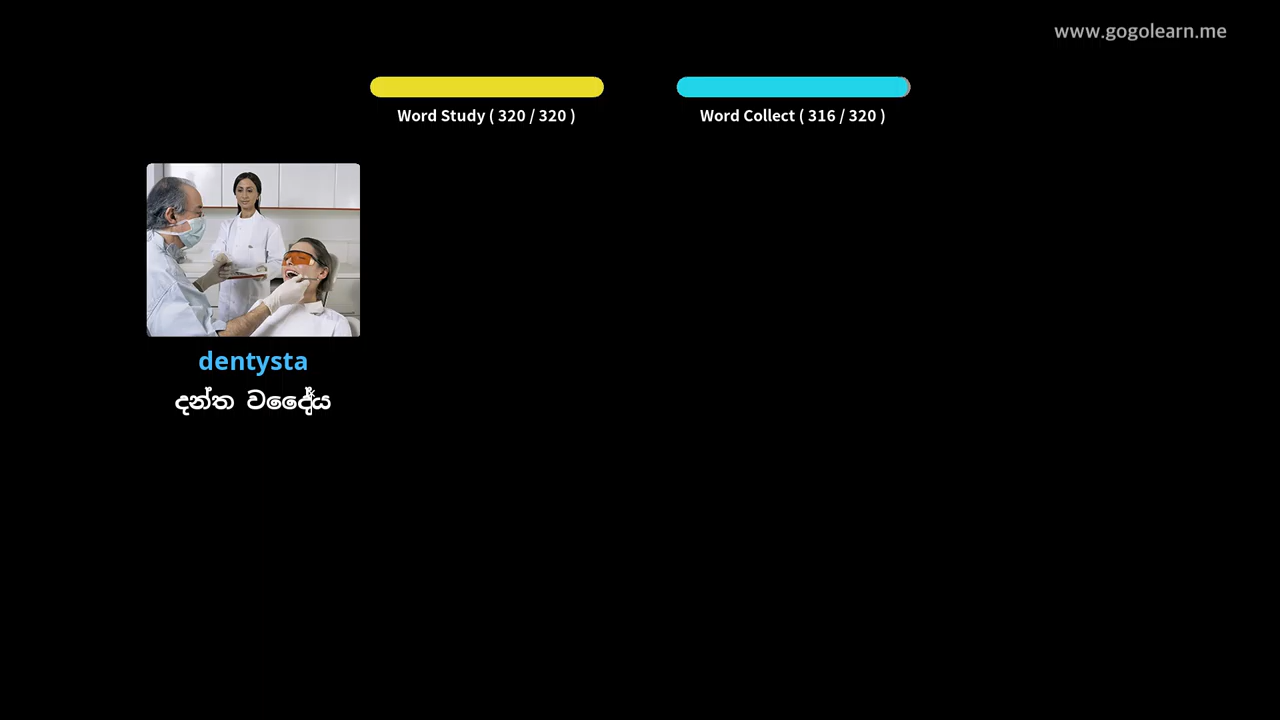 www.gogolearn.me
Word Study ( 320 / 320 )
Word Collect ( 316 / 320 )
dentysta
දන්ත වෛද්‍ය